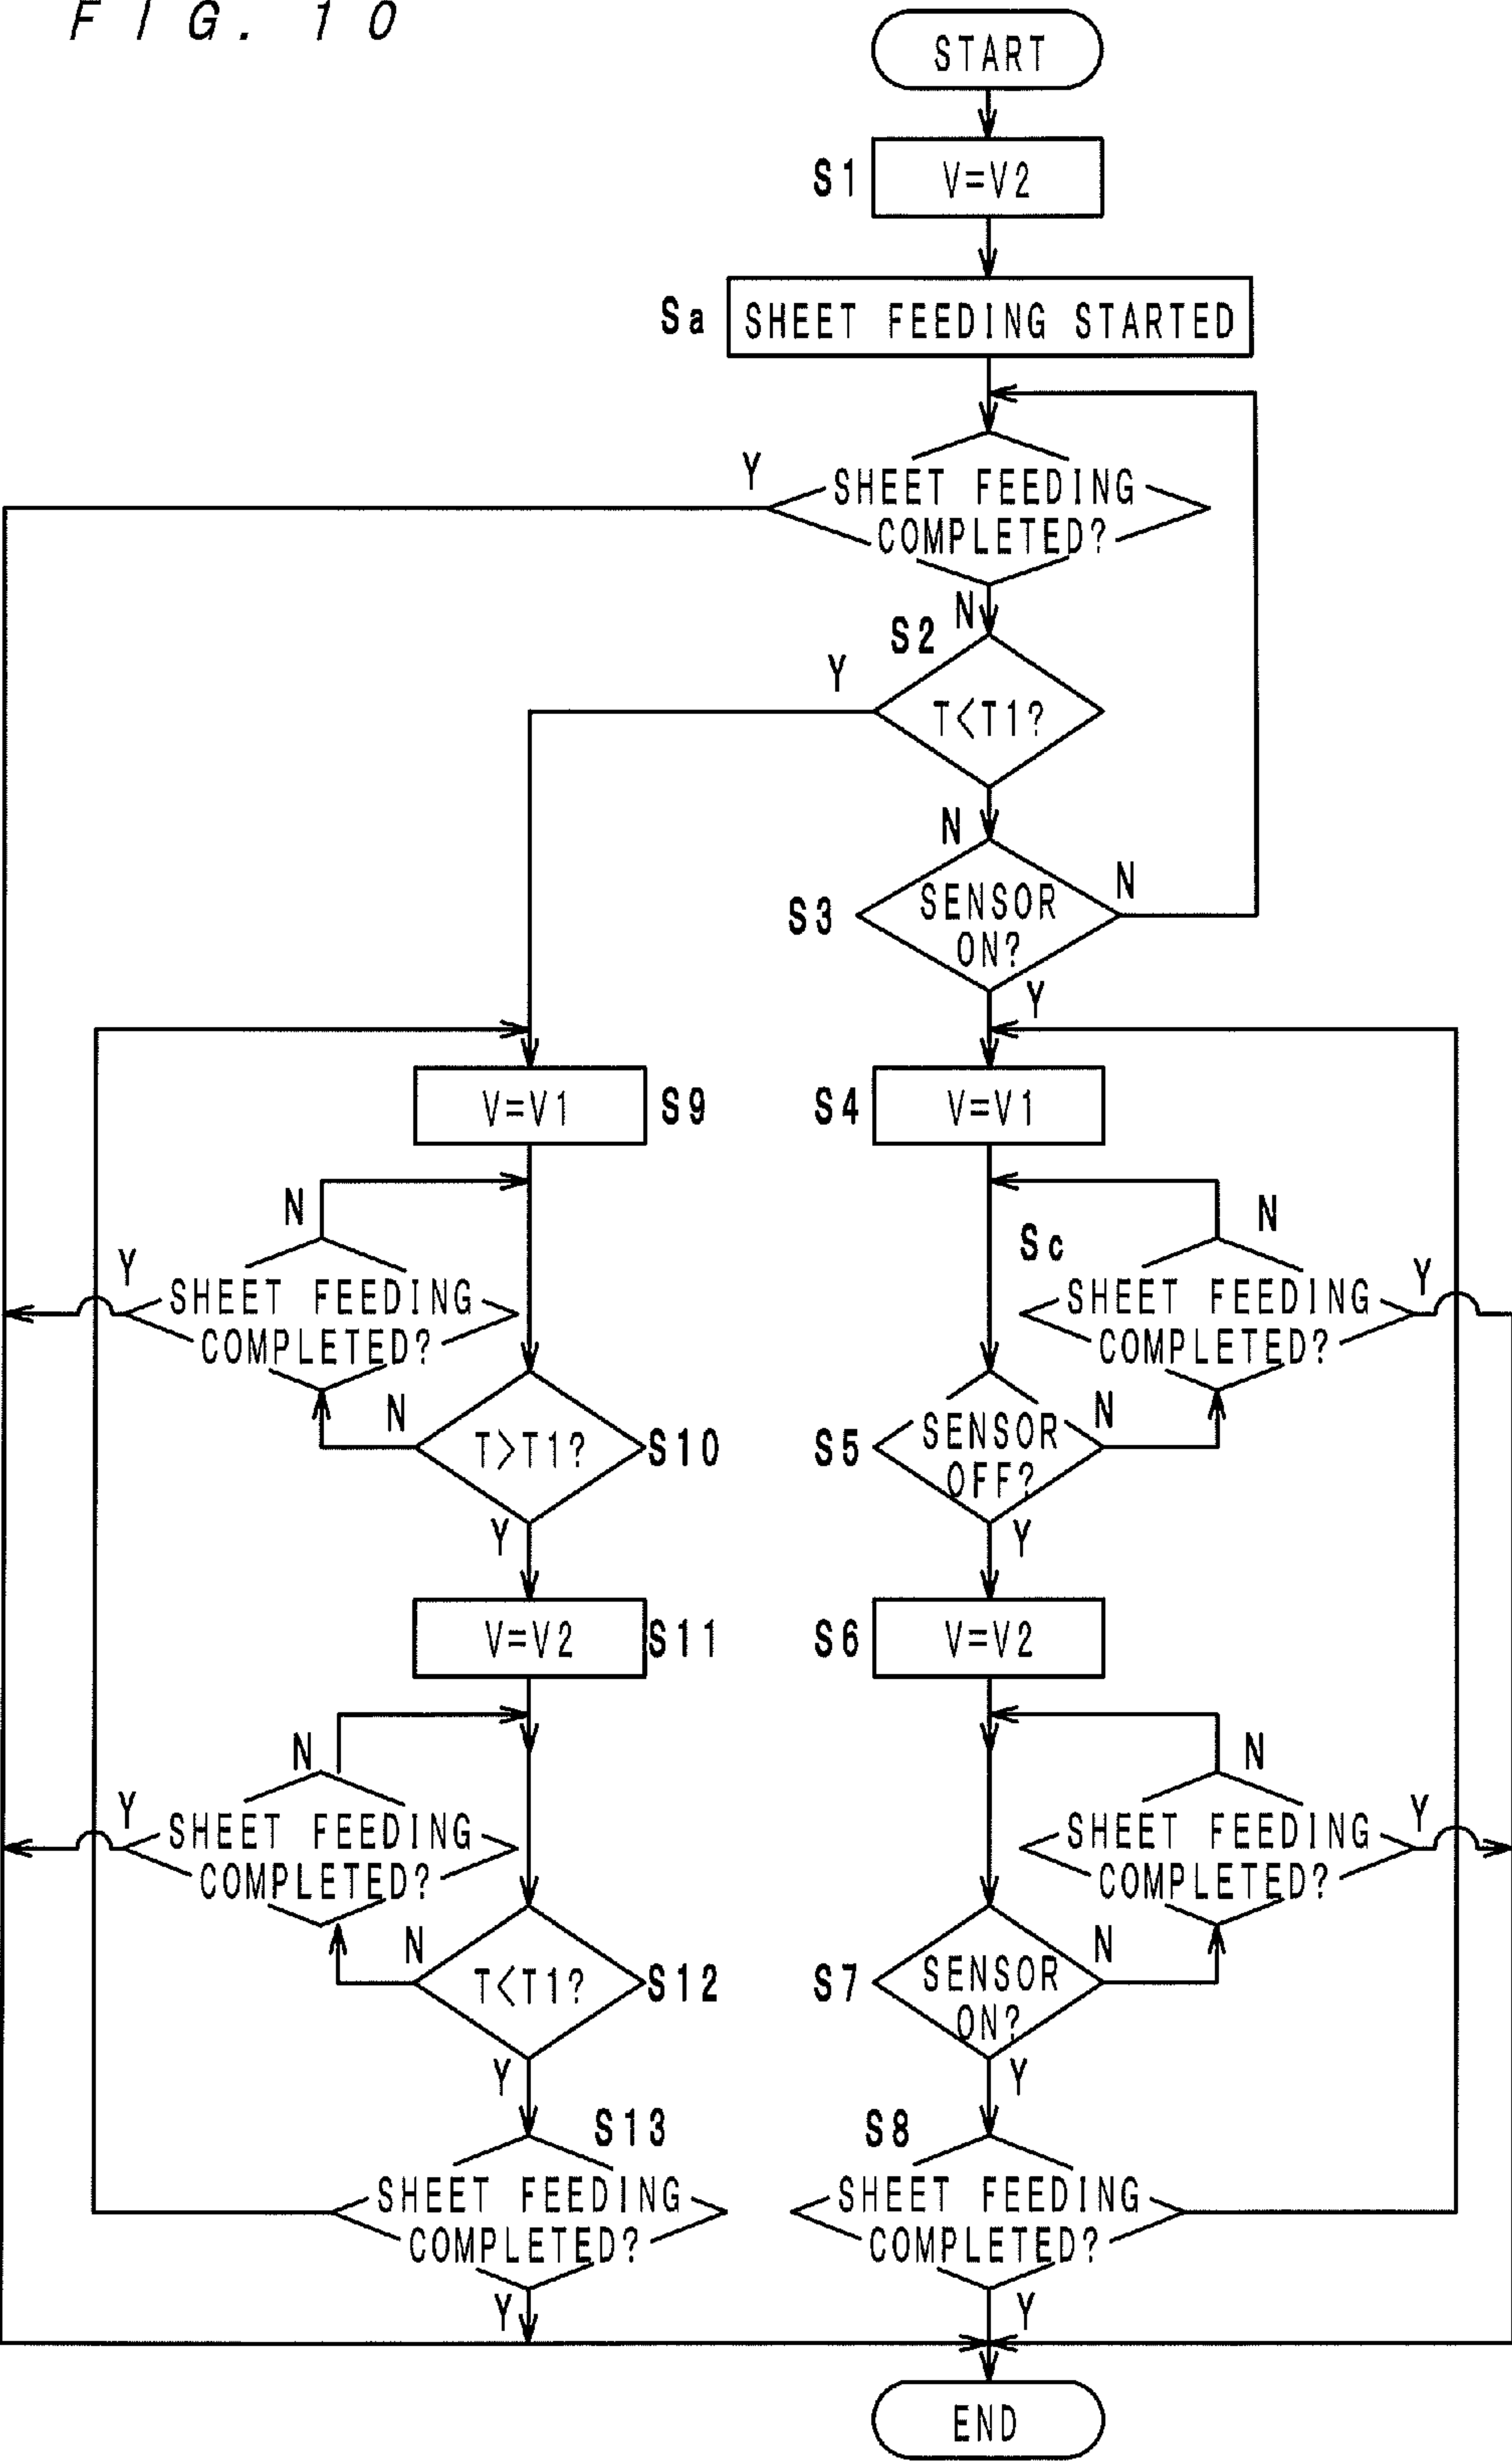 FIG. 10
START
S1
V=V2
Sa
SHEET FEEDING STARTED
Y
SHEET FEEDING
COMPLETED?
N
S2
Y
T<T1?
N
S3
SENSOR
ON?
N
Y
V=V1
S9
S4
V=V1
N
Y
SHEET FEEDING
COMPLETED?
Sc
N
Y
SHEET FEEDING
COMPLETED?
N
T>T1?
S10
Y
S5
SENSOR
OFF?
N
Y
V=V2
S11
S6
V=V2
N
Y
SHEET FEEDING
COMPLETED?
N
Y
SHEET FEEDING
COMPLETED?
N
T<T1?
S12
Y
S7
SENSOR
ON?
N
Y
S13
SHEET FEEDING
COMPLETED?
Y
S8
SHEET FEEDING
COMPLETED?
Y
END